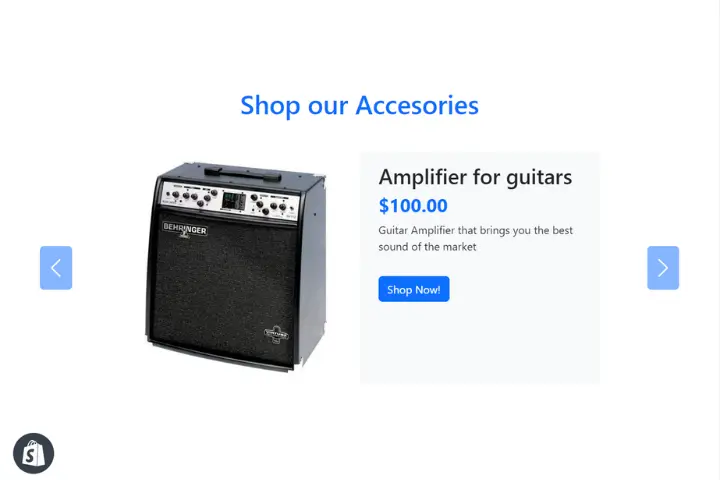 Shop our Accesories
Amplifier for guitars
$100.00
Guitar Amplifier that brings you the best
sound of the market
Shop Now!
BEHRINGER